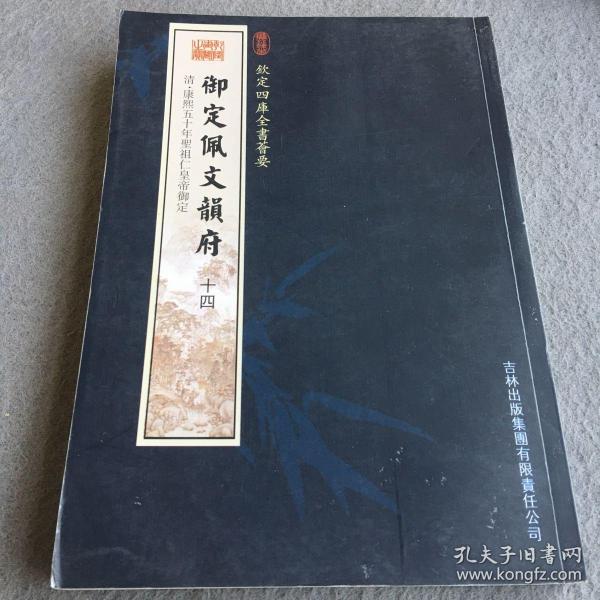 欽定四庫全書薈要
御定佩文韻府 十四
清·康熙五十年聖祖仁皇帝御定
吉林出版集團有限責任公司
孔夫子旧书网
www.kongfz.com